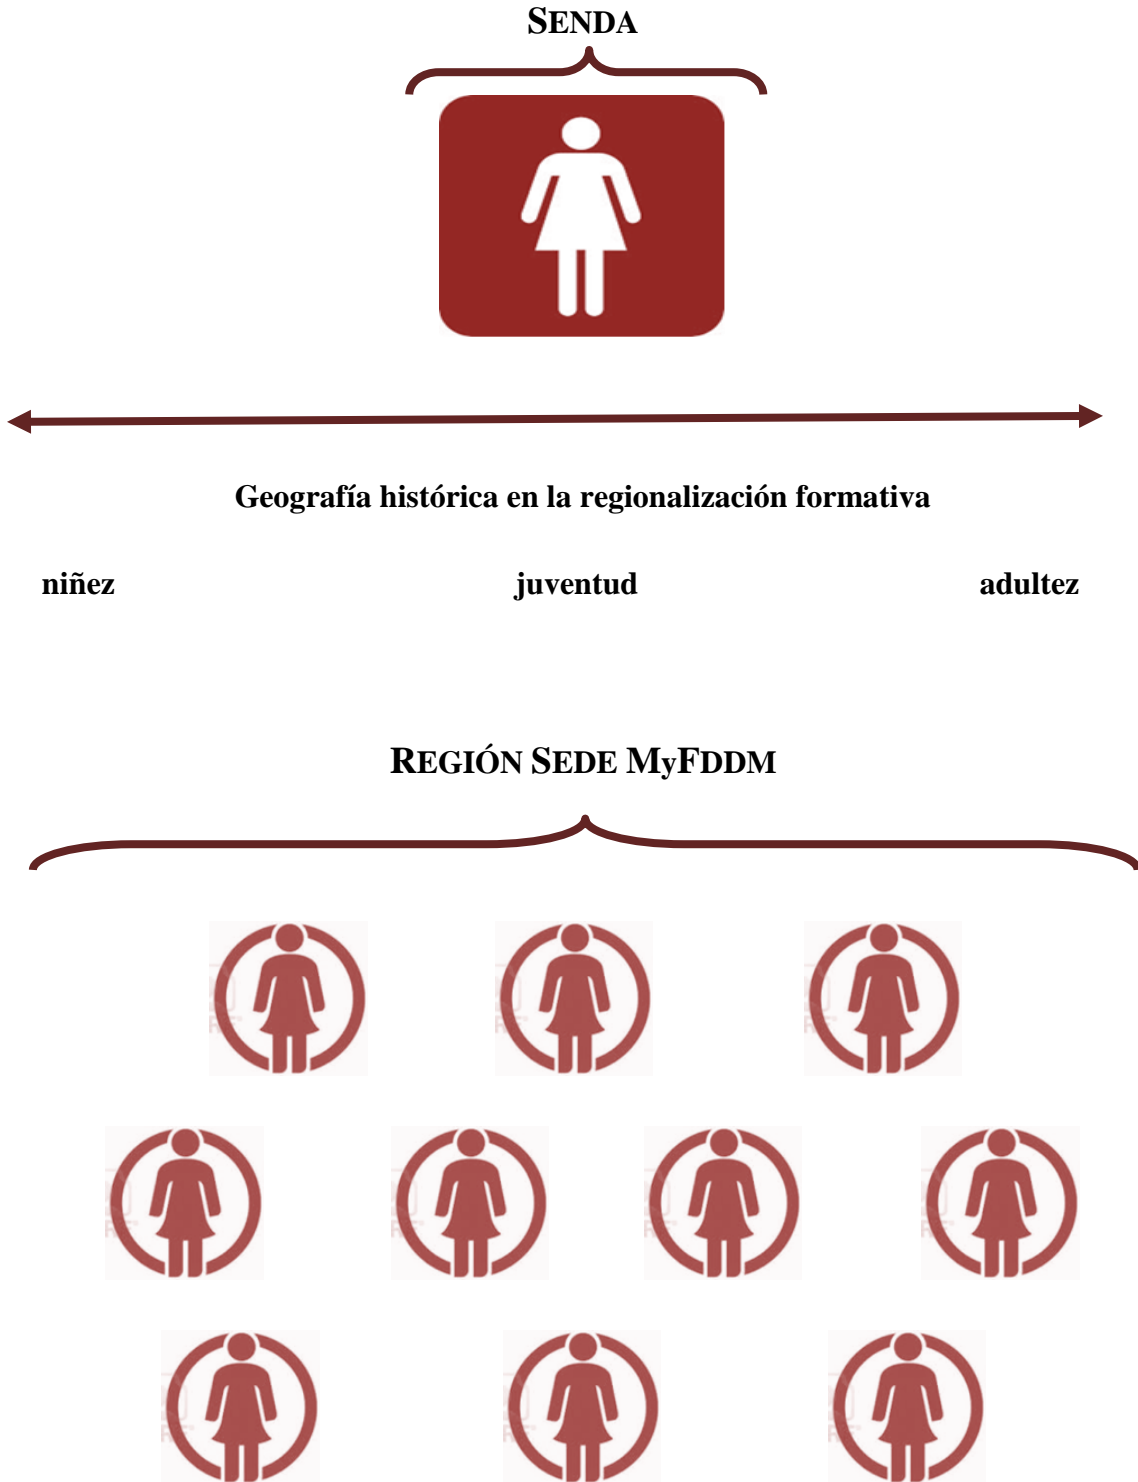 SENDA
Geografía histórica en la regionalización formativa
niñez juventud adultez
REGIÓN SEDE MyFDDM